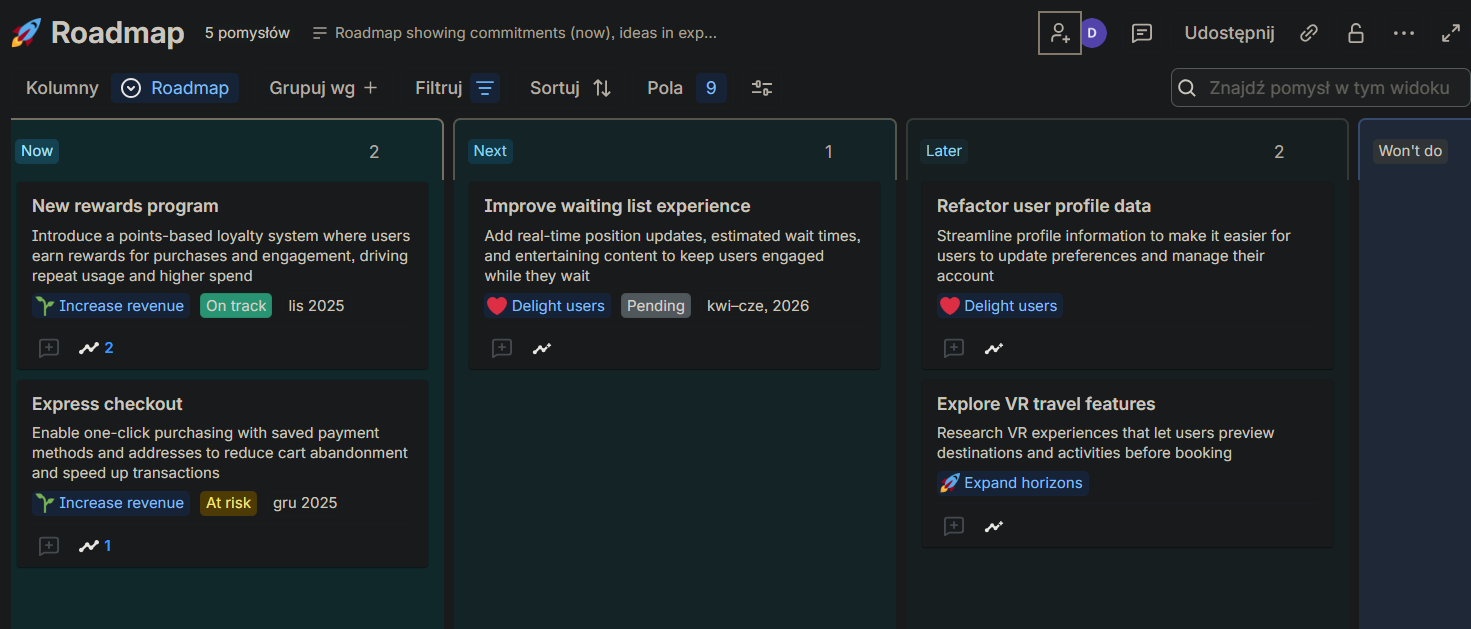 Roadmap
5 pomysłów
Roadmap showing commitments (now), ideas in exp...
D
Udostępnij
Kolumny
Roadmap
Grupuj wg
Filtruj
Sortuj
Pola
9
Znajdź pomysł w tym widoku
Now
2
New rewards program
Introduce a points-based loyalty system where users
earn rewards for purchases and engagement, driving
repeat usage and higher spend
Increase revenue
On track
lis 2025
2
Express checkout
Enable one-click purchasing with saved payment
methods and addresses to reduce cart abandonment
and speed up transactions
Increase revenue
At risk
gru 2025
1
Next
1
Improve waiting list experience
Add real-time position updates, estimated wait times,
and entertaining content to keep users engaged
while they wait
Delight users
Pending
kwi–cze, 2026
Later
2
Refactor user profile data
Streamline profile information to make it easier for
users to update preferences and manage their
account
Delight users
Explore VR travel features
Research VR experiences that let users preview
destinations and activities before booking
Expand horizons
Won't do